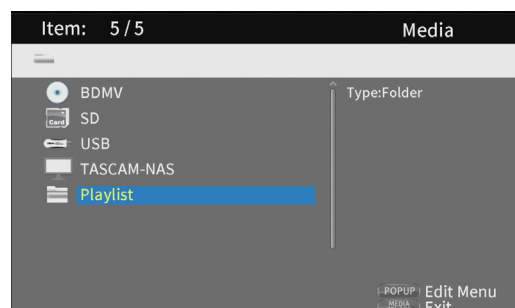 Item: 5/5 Media
BDMV Type:Folder
Card SD
USB
TASCAM-NAS
Playlist
POPUP Edit Menu
MEDIA Exit